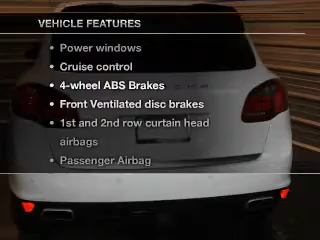 VEHICLE FEATURES
• Power windows
• Cruise control
• 4-wheel ABS Brakes
• Front Ventilated disc brakes
• 1st and 2nd row curtain head
airbags
• Passenger Airbag